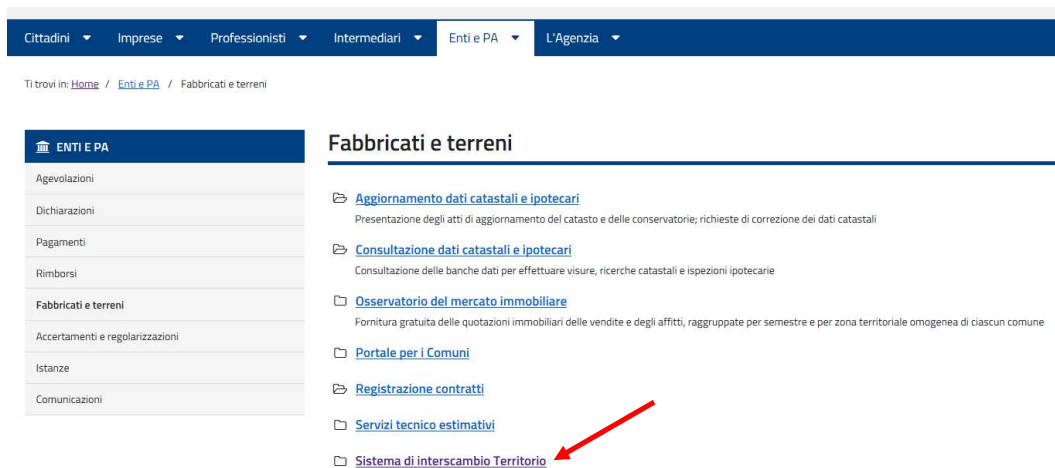 Cittadini Imprese Professionisti Intermediari Enti e PA L'Agenzia
Ti trovi in: Home / Enti e PA / Fabbricati e terreni
ENTI E PA
Agevolazioni
Dichiarazioni
Pagamenti
Rimborsi
Fabbricati e terreni
Accertamenti e regolarizzazioni
Istanze
Comunicazioni
Fabbricati e terreni
Aggiornamento dati catastali e ipotecari
Presentazione degli atti di aggiornamento del catasto e delle conservatorie; richieste di correzione dei dati catastali
Consultazione dati catastali e ipotecari
Consultazione delle banche dati per effettuare visure, ricerche catastali e ispezioni ipotecarie
Osservatorio del mercato immobiliare
Fornitura gratuita delle quotazioni immobiliari delle vendite e degli affitti, raggruppate per semestre e per zona territoriale omogenea di ciascun comune
Portale per i Comuni
Registrazione contratti
Servizi tecnico estimativi
Sistema di interscambio Territorio